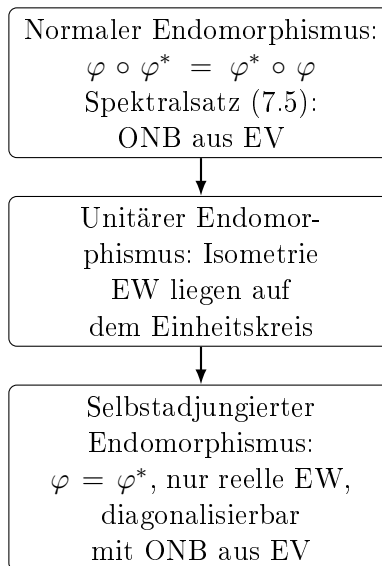 Normaler Endomorphismus:
φ ∘ φ* = φ* ∘ φ
Spektralsatz (7.5):
ONB aus EV
Unitärer Endomor-
phismus: Isometrie
EW liegen auf
dem Einheitskreis
Selbstadjungierter
Endomorphismus:
φ = φ*, nur reelle EW,
diagonalisierbar
mit ONB aus EV